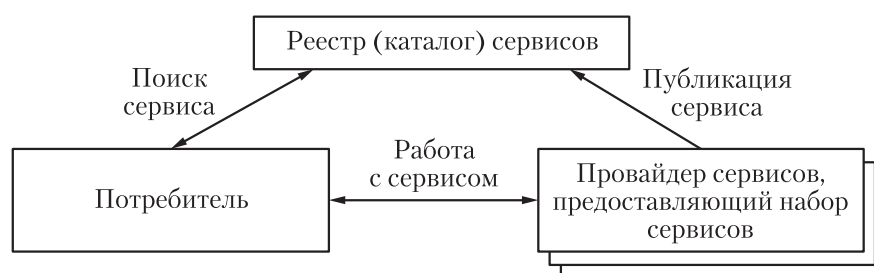 Реестр (каталог) сервисов
Поиск
сервиса
Публикация
сервиса
Потребитель
Работа
с сервисом
Провайдер сервисов,
предоставляющий набор
сервисов